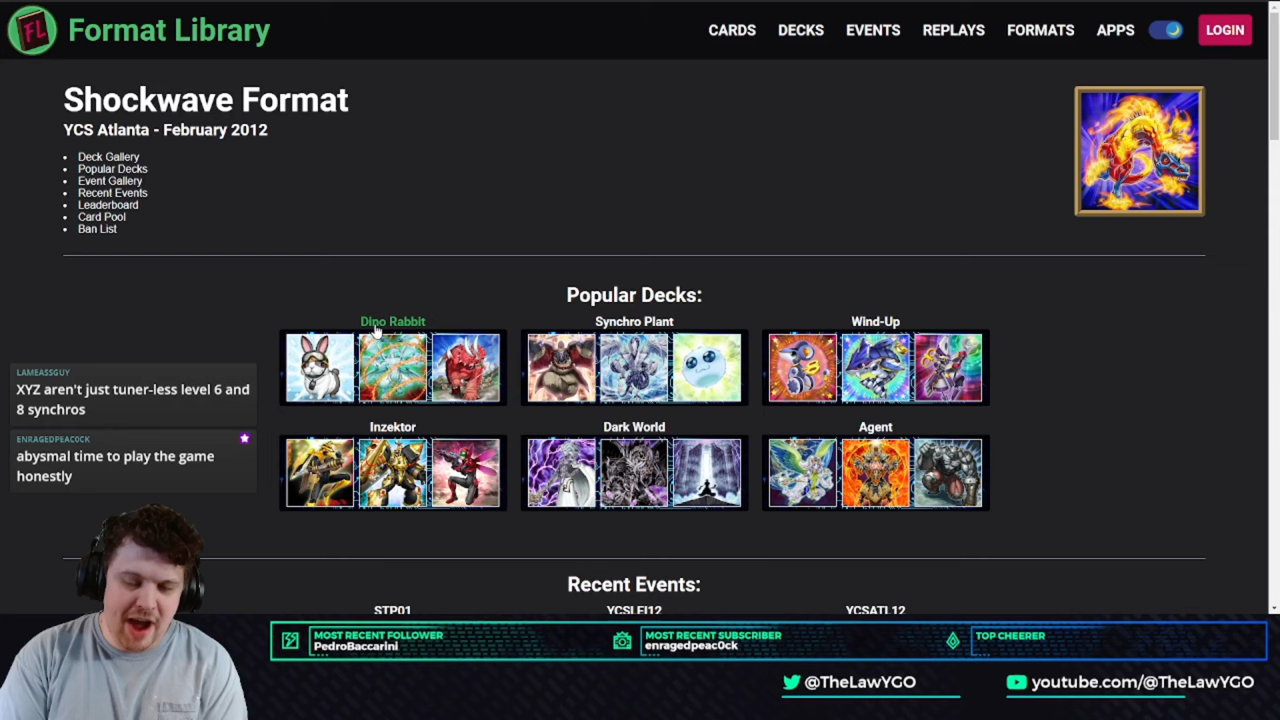 FL Format Library
CARDS DECKS EVENTS REPLAYS FORMATS APPS LOGIN
Shockwave Format
YCS Atlanta - February 2012
Deck Gallery
Popular Decks
Event Gallery
Recent Events
Leaderboard
Card Pool
Ban List
Popular Decks:
Dino Rabbit Synchro Plant Wind-Up
Inzektor Dark World Agent
LAMEASSGUY
XYZ aren't just tuner-less level 6 and
8 synchros
ENRAGEDPEAC0CK
abysmal time to play the game
honestly
Recent Events:
STP01 YCSLEI12 YCSATL12
MOST RECENT FOLLOWER
PedroBaccarini
MOST RECENT SUBSCRIBER
enragedpeac0ck
TOP CHEERER
@TheLawYGO youtube.com/@TheLawYGO